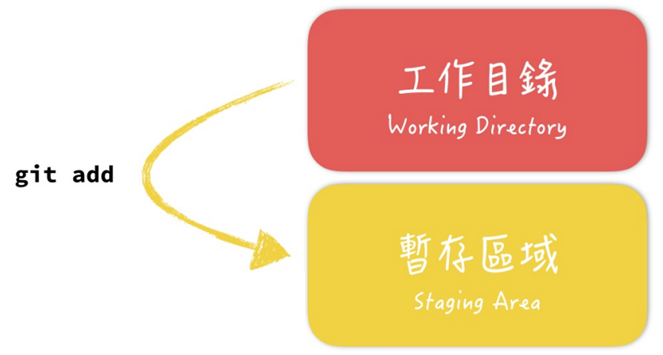 工作目錄
Working Directory
git add
暫存區域
Staging Area